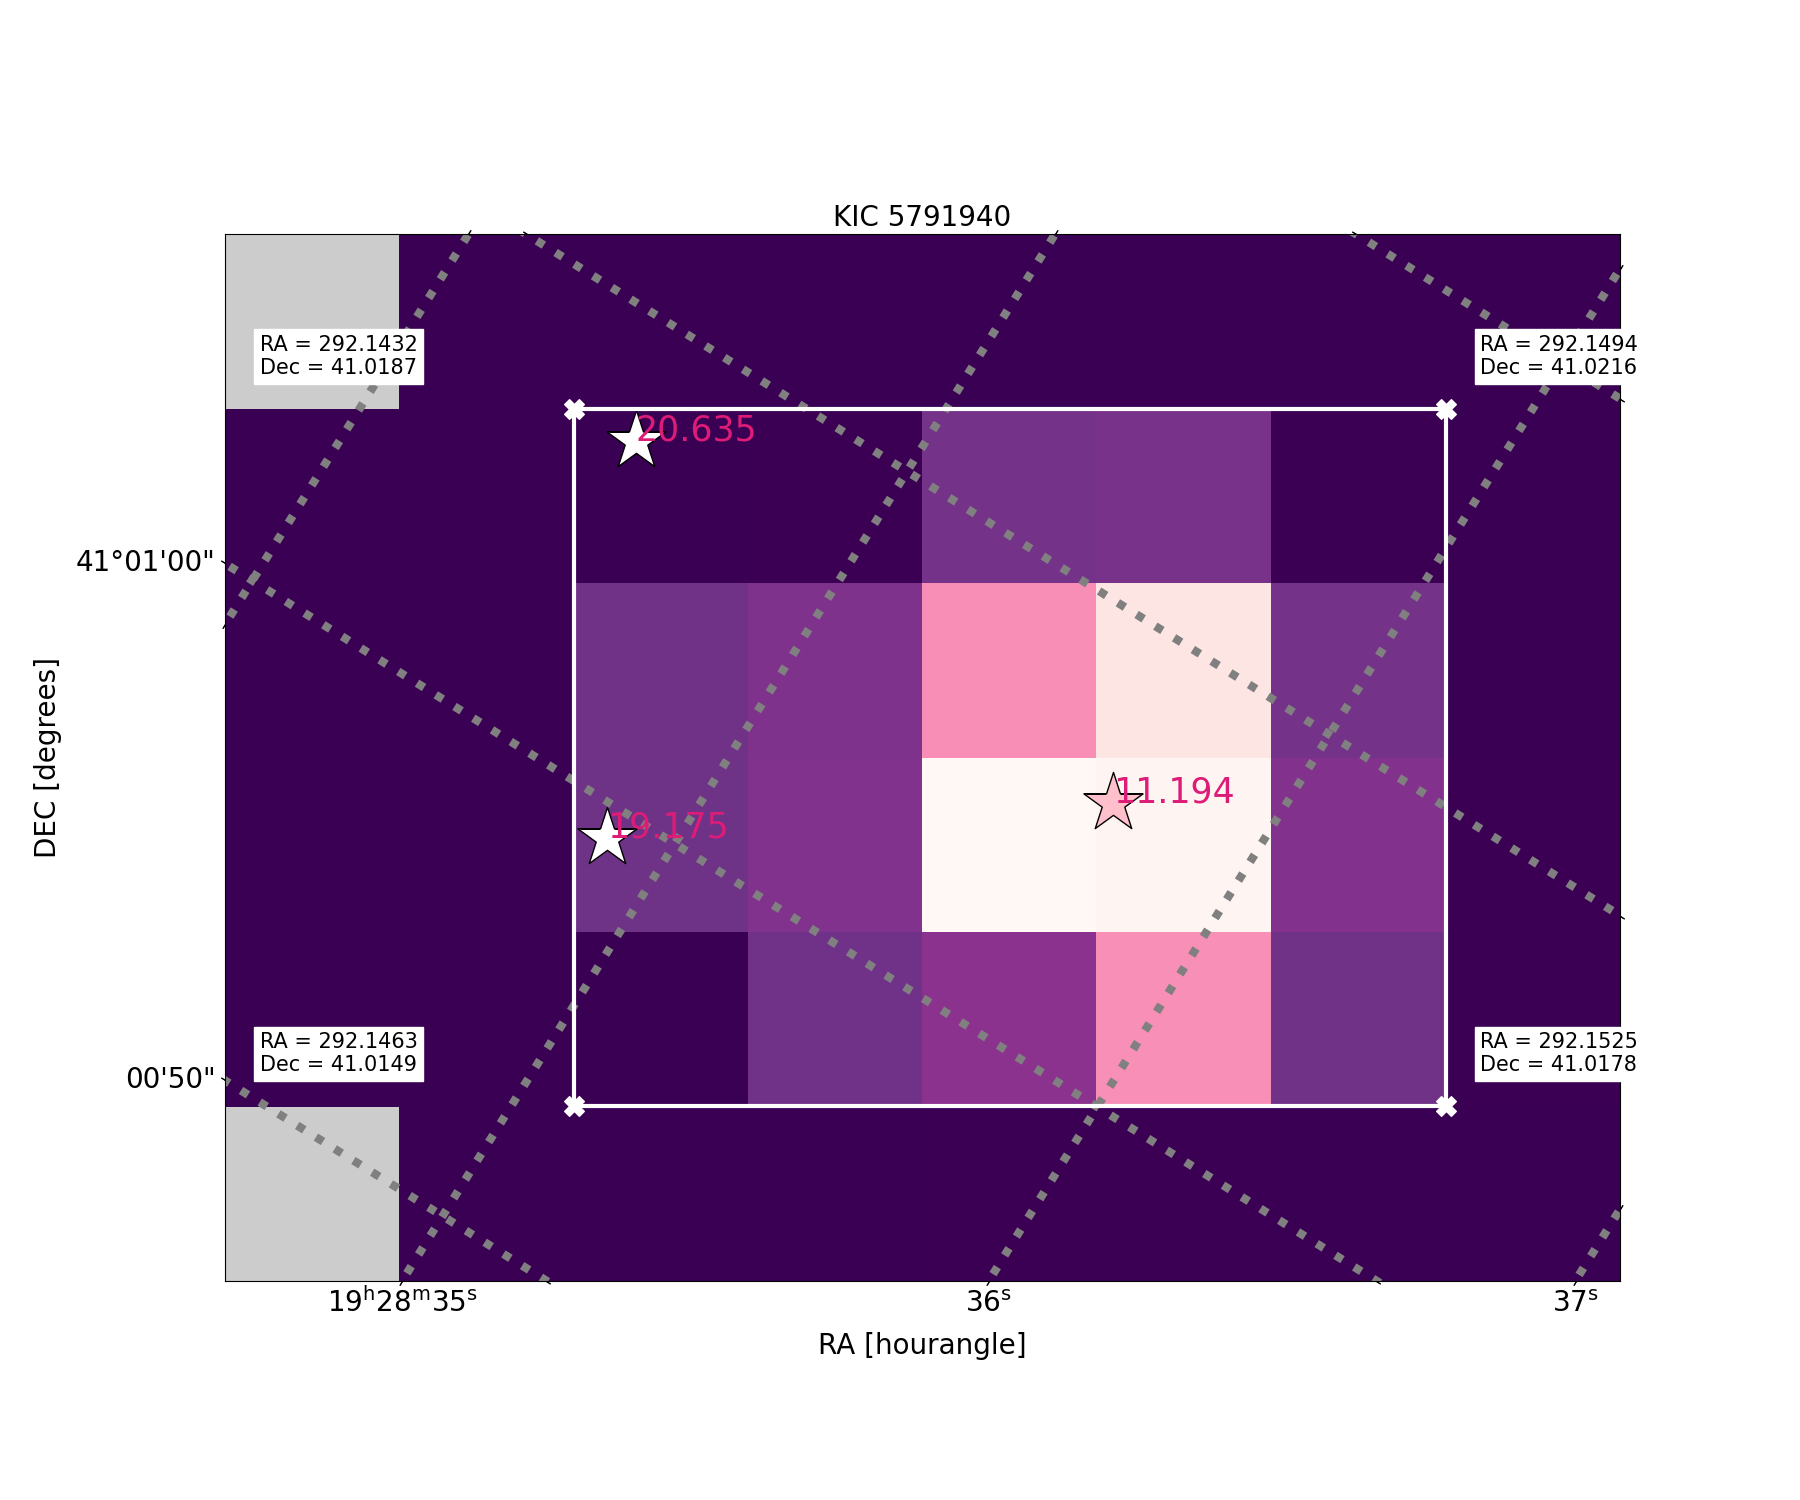 KIC 5791940
RA = 292.1432
Dec = 41.0187
RA = 292.1494
Dec = 41.0216
20.635
41°01'00"
11.194
19.175
DEC [degrees]
RA = 292.1463
Dec = 41.0149
RA = 292.1525
Dec = 41.0178
00'50"
19ʰ28ᵐ35ˢ
36ˢ
37ˢ
RA [hourangle]